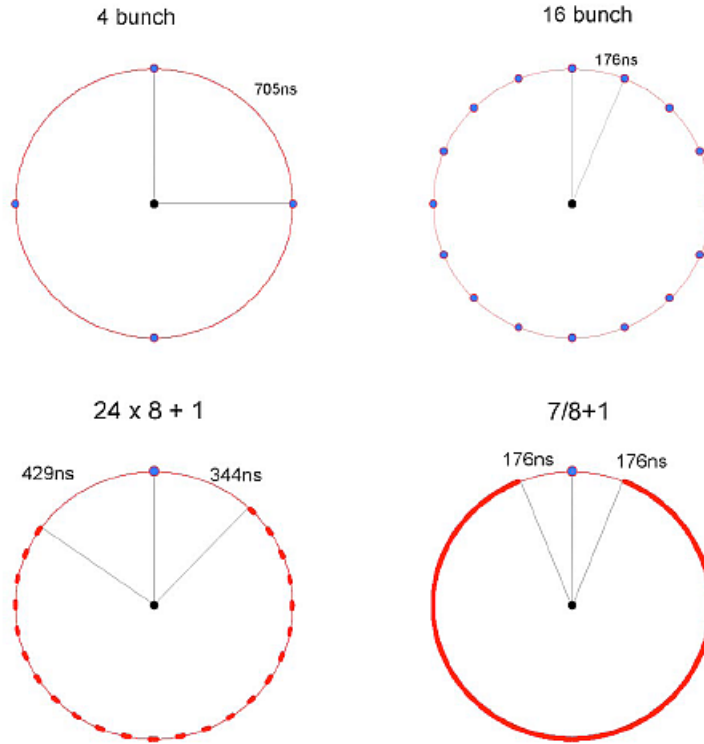 4 bunch
16 bunch
705ns
176ns
24 x 8 + 1
7/8+1
429ns
344ns
176ns
176ns